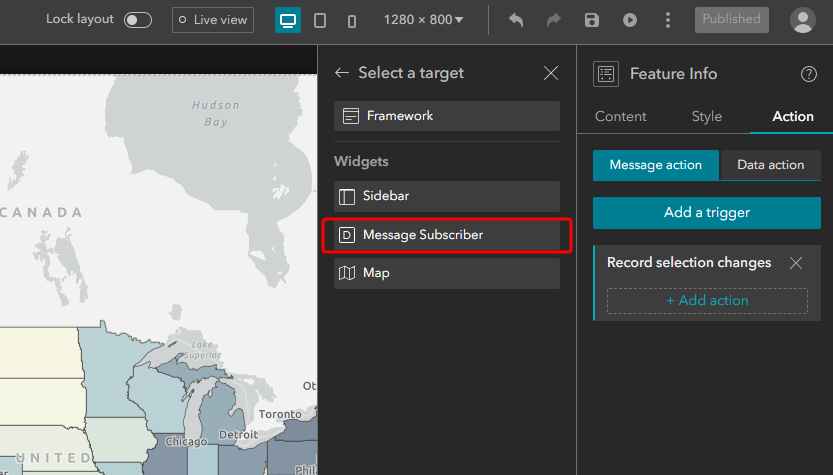 Lock layout
Live view
1280 × 800
Published
Select a target
Framework
Widgets
Sidebar
D Message Subscriber
Map
Feature Info
?
Content Style Action
Message action Data action
Add a trigger
Record selection changes
+ Add action
Hudson
Bay
CANADA
Lake
Superior
Ot
Toronto
Detroit
Chicago
UNITED
Phil
er